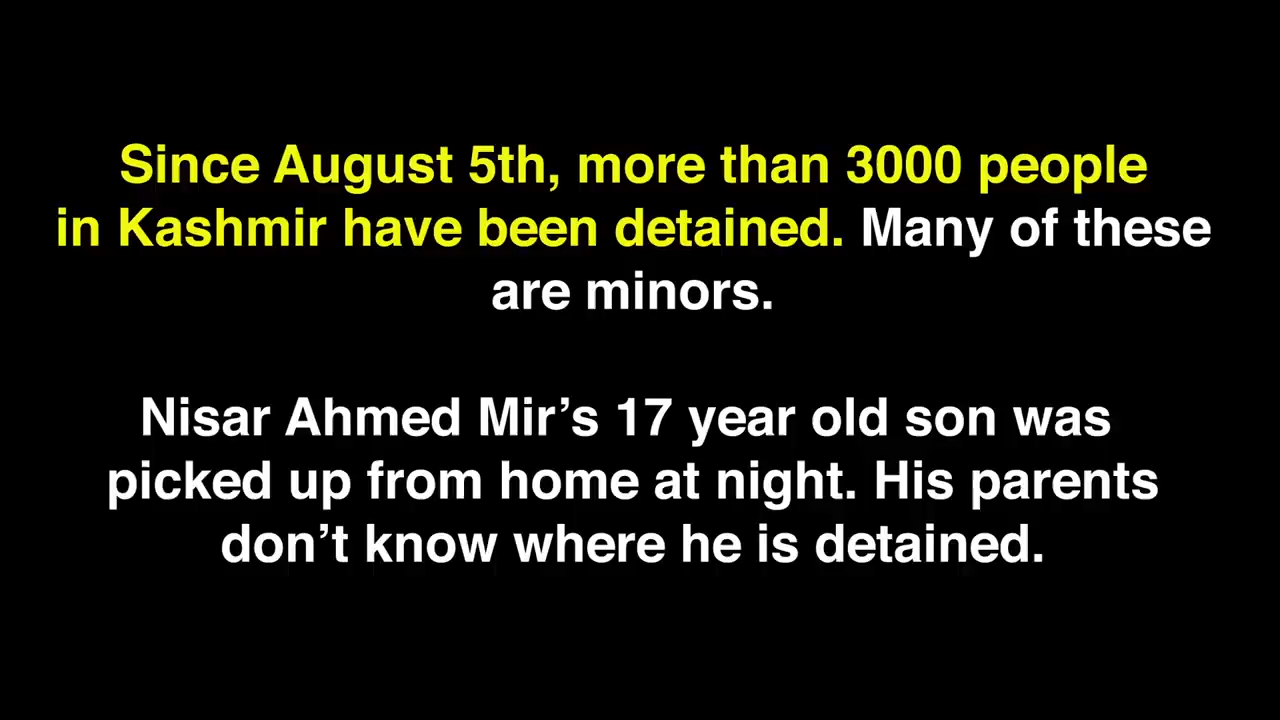 Since August 5th, more than 3000 people
in Kashmir have been detained. Many of these
are minors.
Nisar Ahmed Mir’s 17 year old son was
picked up from home at night. His parents
don’t know where he is detained.